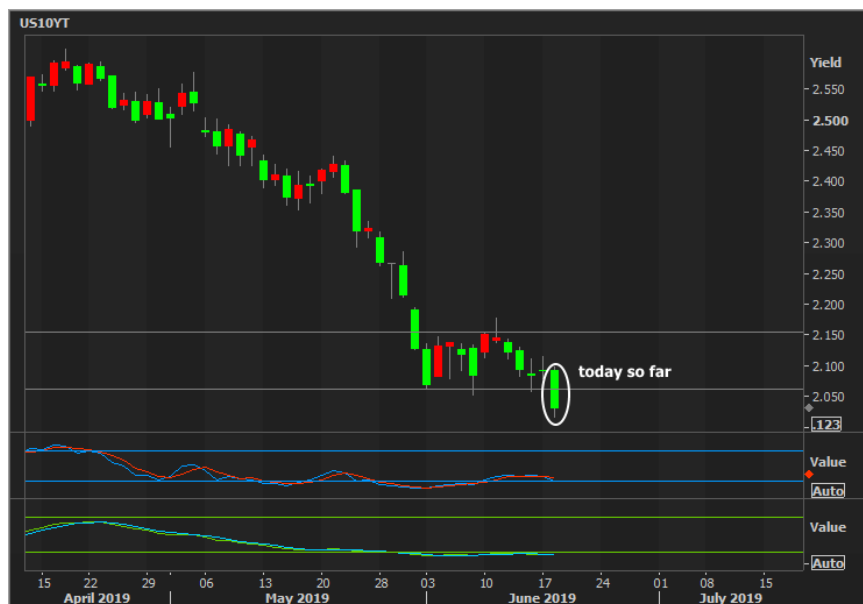 US10YT
Yield
2.550
2.500
2.450
2.400
2.350
2.300
2.250
2.200
2.150
2.100
today so far
2.050
.123
Value
Auto
Value
Auto
15 22 29 06 13 20 28 03 10 17 24 01 08 15
April 2019 May 2019 June 2019 July 2019